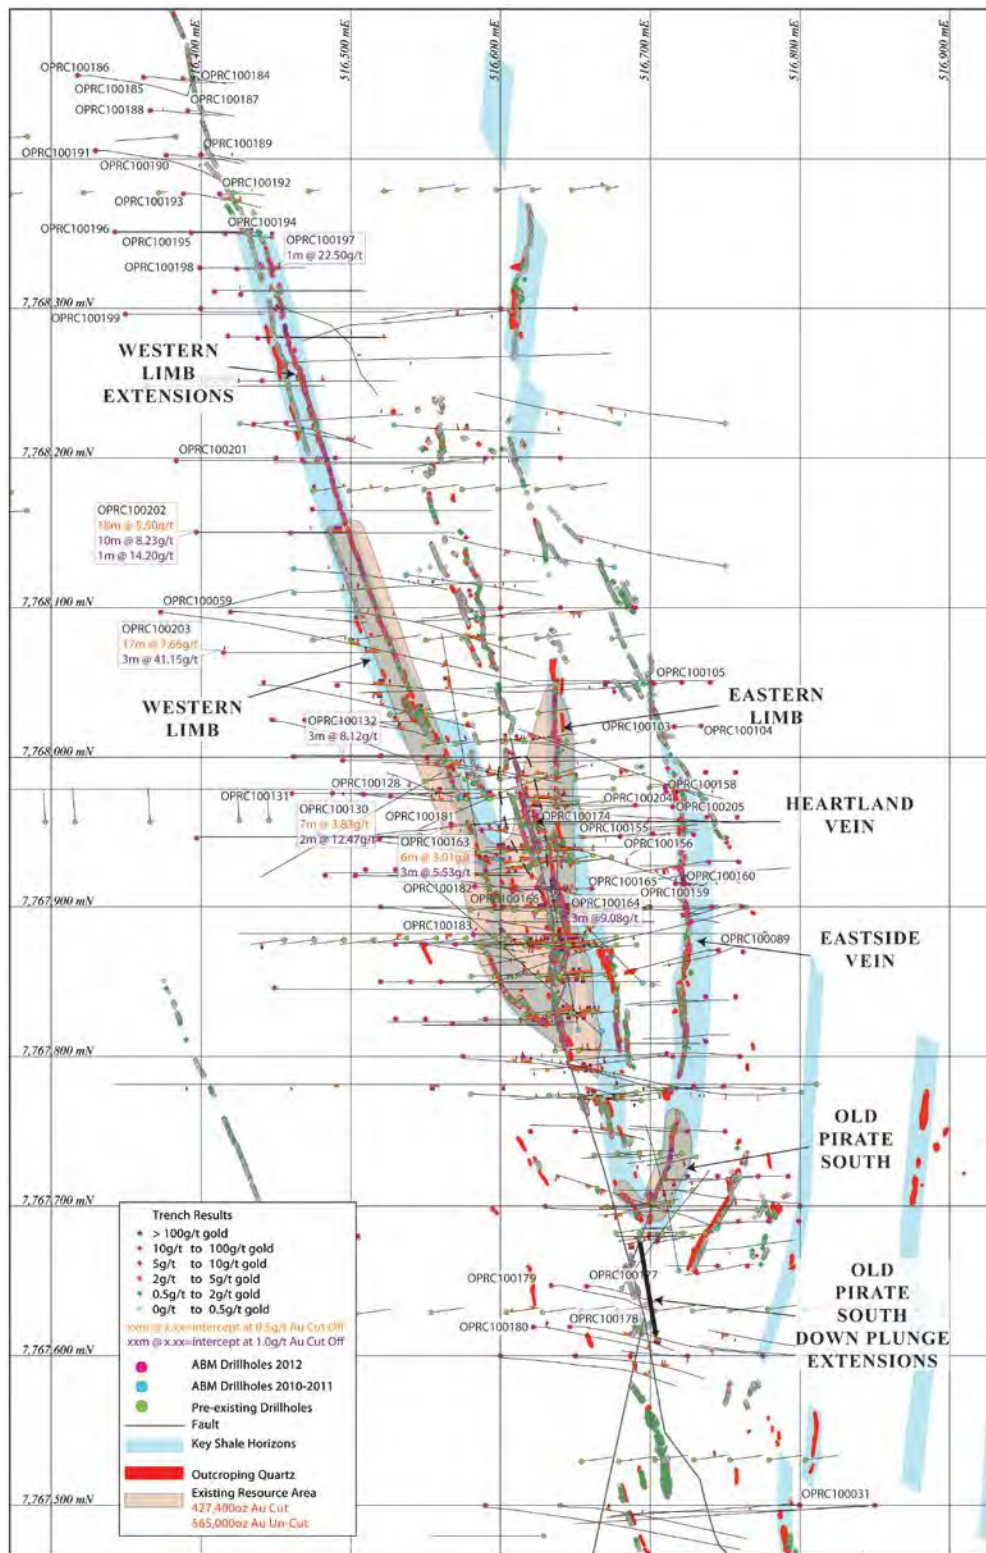 516,400 mE
516,500 mE
516,600 mE
516,700 mE
516,800 mE
516,900 mE
OPRC100186
OPRC100184
OPRC100185
OPRC100187
OPRC100188
OPRC100189
OPRC100191
OPRC100190
OPRC100192
OPRC100193
OPRC100194
OPRC100196
OPRC100195
OPRC100197
1m @ 22.50g/t
OPRC100198
7,768,300 mN
OPRC100199
WESTERN
LIMB
EXTENSIONS
OPRC100201
7,768,200 mN
OPRC100202
18m @ 5.50g/t
10m @ 8.23g/t
1m @ 14.20g/t
OPRC100059
7,768,100 mN
OPRC100203
17m @ 7.66g/t
3m @ 41.15g/t
WESTERN
LIMB
OPRC100105
EASTERN
LIMB
OPRC100132
3m @ 8.12g/t
OPRC100103
OPRC100104
7,768,000 mN
OPRC100128
OPRC100158
OPRC100131
OPRC100204
OPRC100205
HEARTLAND
VEIN
OPRC100130
7m @ 3.83g/t
2m @ 12.47g/t
OPRC100181
OPRC100174
OPRC100155
OPRC100163
6m @ 3.01g/t
3m @ 5.53g/t
OPRC100156
OPRC100182
OPRC100165
OPRC100160
OPRC100166
OPRC100159
OPRC100164
3m @9.08g/t
7,767,900 mN
OPRC100183
OPRC100089
EASTSIDE
VEIN
7,767,800 mN
OLD
PIRATE
SOUTH
7,767,700 mN
OPRC100179
OPRC100177
OPRC100180
OPRC100178
OLD
PIRATE
SOUTH
DOWN PLUNGE
EXTENSIONS
7,767,600 mN
OPRC100031
7,767,500 mN
Trench Results
> 100g/t gold
10g/t to 100g/t gold
5g/t to 10g/t gold
2g/t to 5g/t gold
0.5g/t to 2g/t gold
0g/t to 0.5g/t gold
xxm @ x.xx=Intercept at 0.5g/t Au Cut Off
xxm @ x.xx=Intercept at 1.0g/t Au Cut Off
ABM Drillholes 2012
ABM Drillholes 2010-2011
Pre-existing Drillholes
Fault
Key Shale Horizons
Outcroping Quartz
Existing Resource Area
427,400oz Au Cut
565,000oz Au Un-Cut